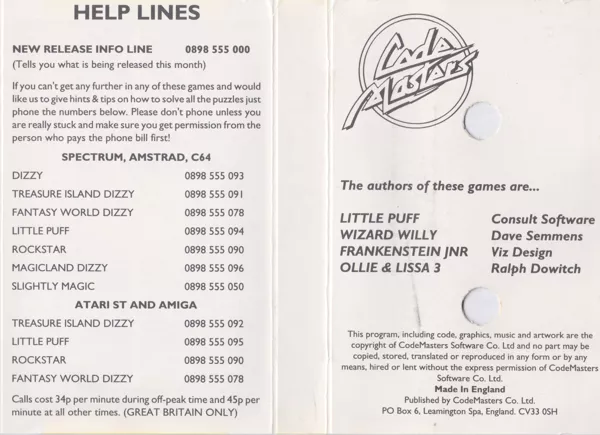 HELP LINES
NEW RELEASE INFO LINE 0898 555 000
(Tells you what is being released this month)
If you can't get any further in any of these games and would
like us to give hints & tips on how to solve all the puzzles just
phone the numbers below. Please don't phone unless you
are really stuck and make sure you get permission from the
person who pays the phone bill first!
SPECTRUM, AMSTRAD, C64
DIZZY 0898 555 093
TREASURE ISLAND DIZZY 0898 555 091
FANTASY WORLD DIZZY 0898 555 078
LITTLE PUFF 0898 555 094
ROCKSTAR 0898 555 090
MAGICLAND DIZZY 0898 555 096
SLIGHTLY MAGIC 0898 555 050
ATARI ST AND AMIGA
TREASURE ISLAND DIZZY 0898 555 092
LITTLE PUFF 0898 555 095
ROCKSTAR 0898 555 090
FANTASY WORLD DIZZY 0898 555 078
Calls cost 34p per minute during off-peak time and 45p per
minute at all other times. (GREAT BRITAIN ONLY)
Code
Masters
The authors of these games are...
LITTLE PUFF Consult Software
WIZARD WILLY Dave Semmens
FRANKENSTEIN JNR Viz Design
OLLIE & LISSA 3 Ralph Dowitch
This program, including code, graphics, music and artwork are the
copyright of CodeMasters Software Co. Ltd and no part may be
copied, stored, translated or reproduced in any form or by any
means, hired or lent without the express permission of CodeMasters
Software Co. Ltd.
Made In England
Published by CodeMasters Co. Ltd.
PO Box 6, Leamington Spa, England. CV33 0SH